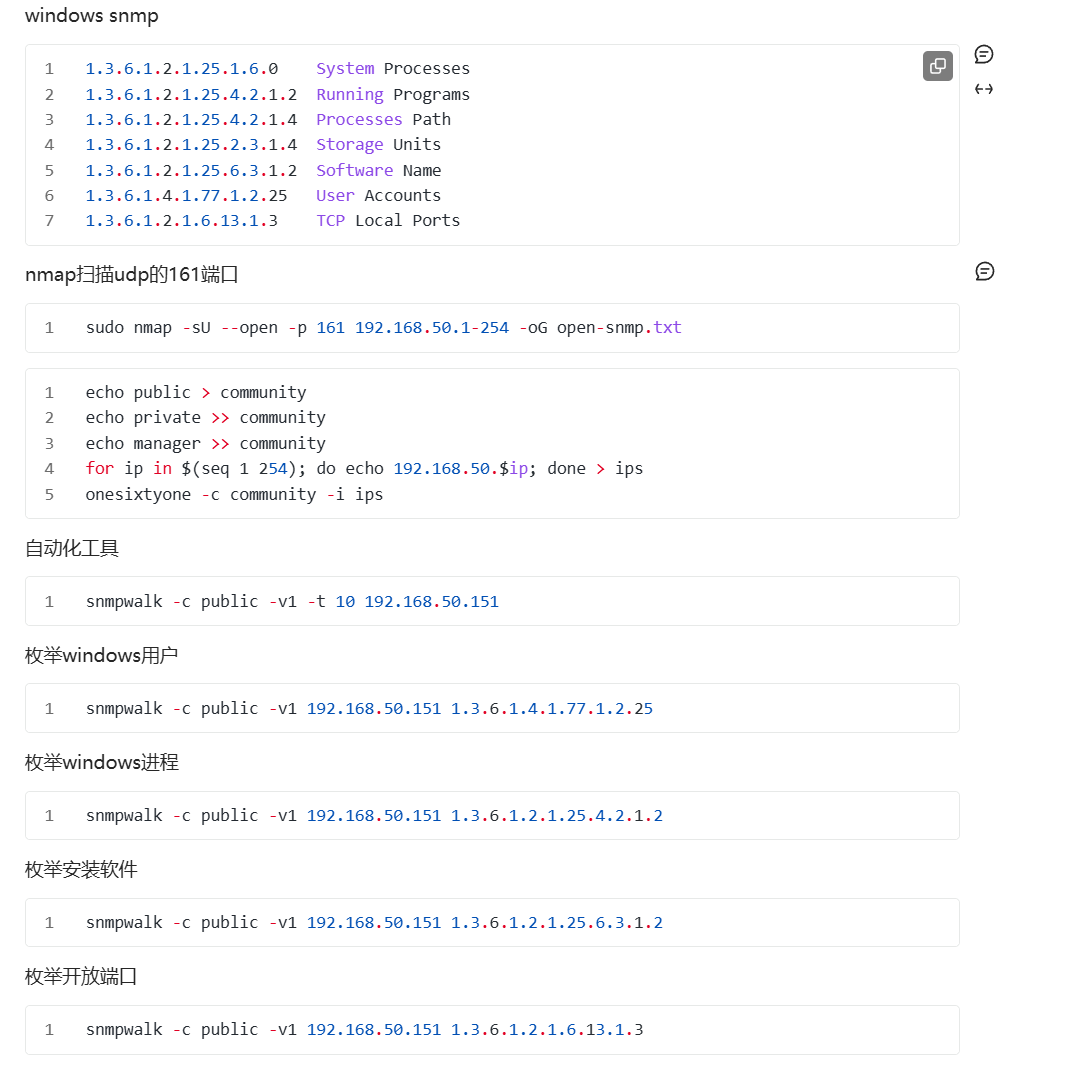 windows snmp
1 1.3.6.1.2.1.25.1.6.0 System Processes
2 1.3.6.1.2.1.25.4.2.1.2 Running Programs
3 1.3.6.1.2.1.25.4.2.1.4 Processes Path
4 1.3.6.1.2.1.25.2.3.1.4 Storage Units
5 1.3.6.1.2.1.25.6.3.1.2 Software Name
6 1.3.6.1.4.1.77.1.2.25 User Accounts
7 1.3.6.1.2.1.6.13.1.3 TCP Local Ports
nmap扫描udp的161端口
1 sudo nmap -sU --open -p 161 192.168.50.1-254 -oG open-snmp.txt
1 echo public > community
2 echo private >> community
3 echo manager >> community
4 for ip in $(seq 1 254); do echo 192.168.50.$ip; done > ips
5 onesixtyone -c community -i ips
自动化工具
1 snmpwalk -c public -v1 -t 10 192.168.50.151
枚举windows用户
1 snmpwalk -c public -v1 192.168.50.151 1.3.6.1.4.1.77.1.2.25
枚举windows进程
1 snmpwalk -c public -v1 192.168.50.151 1.3.6.1.2.1.25.4.2.1.2
枚举安装软件
1 snmpwalk -c public -v1 192.168.50.151 1.3.6.1.2.1.25.6.3.1.2
枚举开放端口
1 snmpwalk -c public -v1 192.168.50.151 1.3.6.1.2.1.6.13.1.3